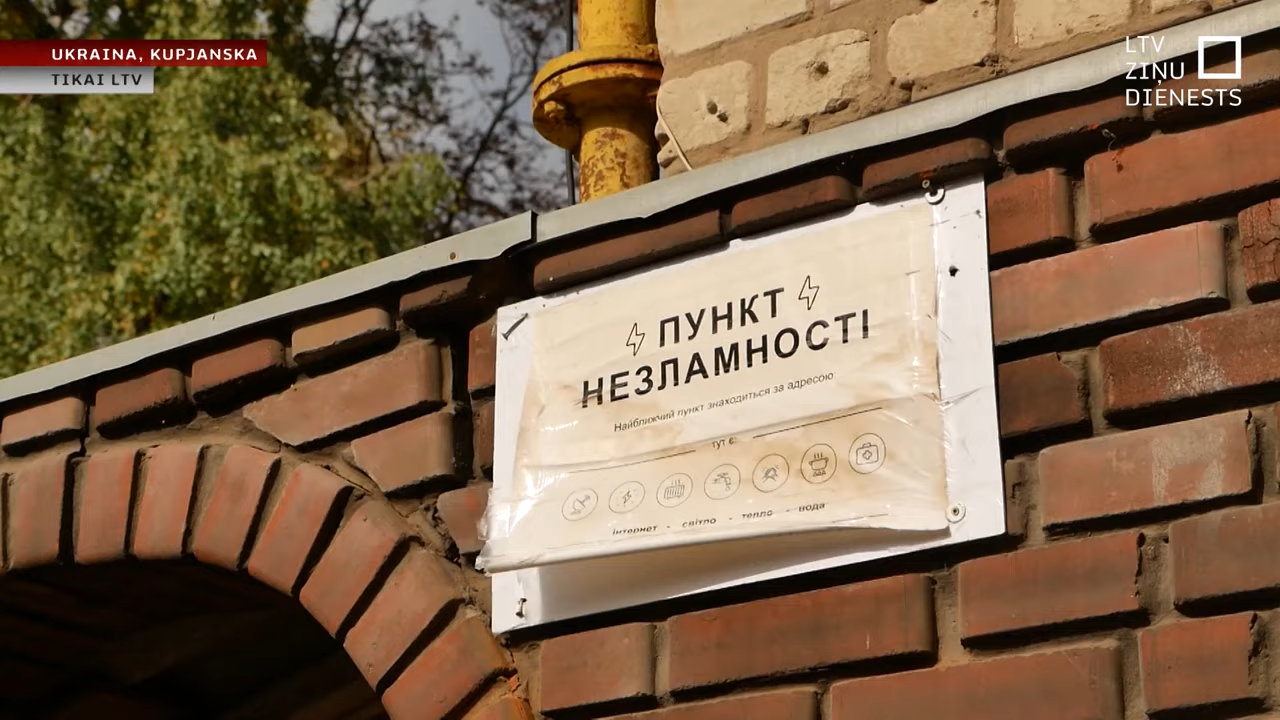 UKRAINA, KUPJANSKA
TIKAI LTV
LTV
ZIŅU
DIENESTS
ПУНКТ
НЕЗЛАМНОСТІ
Найближчий пункт знаходиться за адресою
тут є:
інтернет - світло - тепло - вода